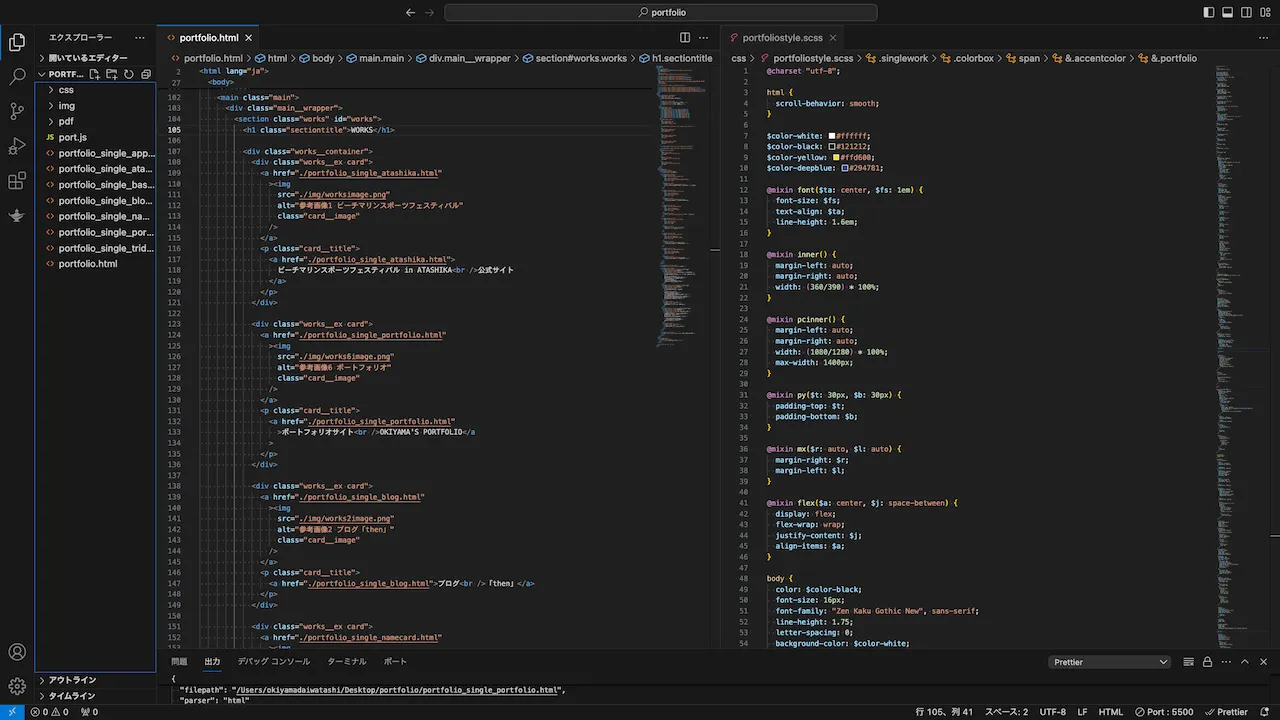 portfolio
エクスプローラー
開いているエディター
css
img
js
port.js
portfolio.html
アウトライン
タイムライン
portfolio.html
portfolio.html html body main.main section#works.works h1.sectiontitle
2 <html lang="ja">
27 <body>
102 <main class="main">
103 <div class="main__wrapper">
104 <section class="works" id="works">
105 <h1 class="sectiontitle">WORKS</h1>
106
107 <div class="works__container">
108 <div class="works__ex card">
109 <a href="./portfolio_single_atasuka.html"
110 ><img
111 src="./img/worksimage.png"
112 alt="参考画像1 ビーチマリンスポーツフェスティバル"
113 class="card__image"
114 />
115 </a>
116 <p class="card__title">
117 <a href="./portfolio_single_atasuka.html">
118 ビーチマリンスポーツフェスティバル in ATASUKA<br />公式サイト
119 </a>
120 </p>
121 </div>
122
123 <div class="works__ex card">
124 <a href="./portfolio_single_portfolio.html"
125 ><img
126 src="./img/works6image.png"
127 alt="参考画像6 ポートフォリオ"
128 class="card__image"
129 />
130 </a>
131 <p class="card__title">
132 <a href="./portfolio_single_portfolio.html"
133 >ポートフォリオサイト<br />OKIYAMA'S PORTFOLIO</a
134 >
135 </p>
136 </div>
137
138 <div class="works__ex card">
139 <a href="./portfolio_single_blog.html"
140 ><img
141 src="./img/works2image.png"
142 alt="参考画像2 ブログ「then」"
143 class="card__image"
144 />
145 </a>
146 <p class="card__title">
147 <a href="./portfolio_single_blog.html">ブログ<br />「then」</a>
148 </p>
149 </div>
150
151 <div class="works__ex card">
152 <a href="./portfolio_single_namecard.html"
153 ><img
portfoliostyle.scss
css portfoliostyle.scss .singlework .colorbox spsm &.ataport &.pptri
1 @charset "utf-8";
2
3 html {
4 scroll-behavior: smooth;
5 }
6
7 $color-white: #ffffff;
8 $color-black: #121212;
9 $color-yellow: #ffd600;
10 $color-deepblue: #294781;
11
12 @mixin font($ta: center, $fs: 1em) {
13 font-size: $fs;
14 text-align: $ta;
15 line-height: 1.6em;
16 }
17
18 @mixin inner() {
19 margin-left: auto;
20 margin-right: auto;
21 width: (360/390) * 100%;
22 }
23
24 @mixin pcinner() {
25 margin-left: auto;
26 margin-right: auto;
27 width: (1080/1280) * 100%;
28 max-width: 1400px;
29 }
30
31 @mixin py($t: 30px, $b: 30px) {
32 padding-top: $t;
33 padding-bottom: $b;
34 }
35
36 @mixin mx($r: auto, $l: auto) {
37 margin-right: $r;
38 margin-left: $l;
39 }
40
41 @mixin flex($a: center, $j: space-between) {
42 display: flex;
43 flex-wrap: wrap;
44 justify-content: $j;
45 align-items: $a;
46 }
47
48 body {
49 color: $color-black;
50 font-size: 16px;
51 font-family: "Zen Kaku Gothic New", sans-serif;
52 line-height: 1.75;
53 letter-spacing: 0;
54 background-color: $color-white;
問題 出力 デバッグ コンソール ターミナル ポート
Prettier
{
"filepath": "/Users/okiyamadaiwatashi/Desktop/portfolio/portfolio_single_portfolio.html",
"parser": "html"
0 0 0 行 105、列 41 スペース: 2 UTF-8 LF HTML Port : 5500 Prettier